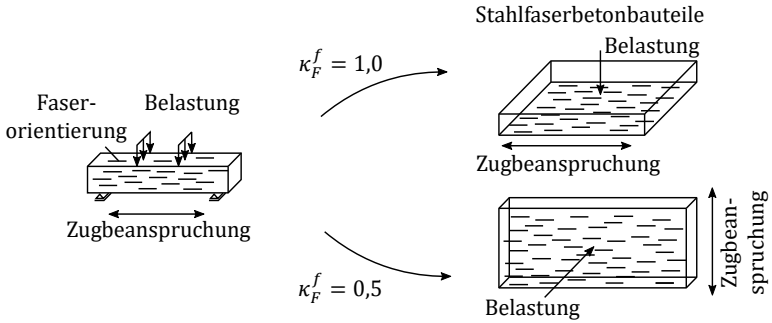 Stahlfaserbetonbauteile
Belastung
κ_F^f = 1,0
Faser-
orientierung
Belastung
Zugbeanspruchung
Zugbeanspruchung
κ_F^f = 0,5
Belastung
Zugbean-
spruchung